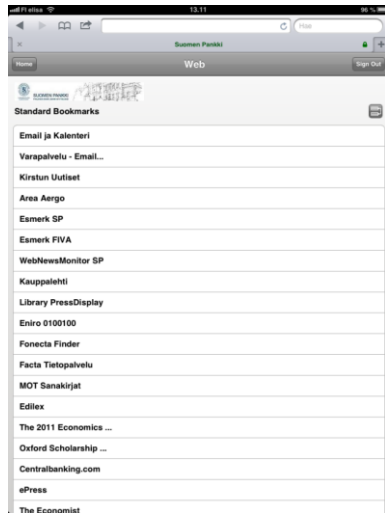 FI elisa
13.11
96 %
Hae
Suomen Pankki
Home
Web
Sign Out
SUOMEN PANKKI
Standard Bookmarks
Email ja Kalenteri
Varapalvelu - Email...
Kirstun Uutiset
Area Aergo
Esmerk SP
Esmerk FIVA
WebNewsMonitor SP
Kauppalehti
Library PressDisplay
Eniro 0100100
Fonecta Finder
Facta Tietopalvelu
MOT Sanakirjat
Edilex
The 2011 Economics ...
Oxford Scholarship ...
Centralbanking.com
ePress
The Economist